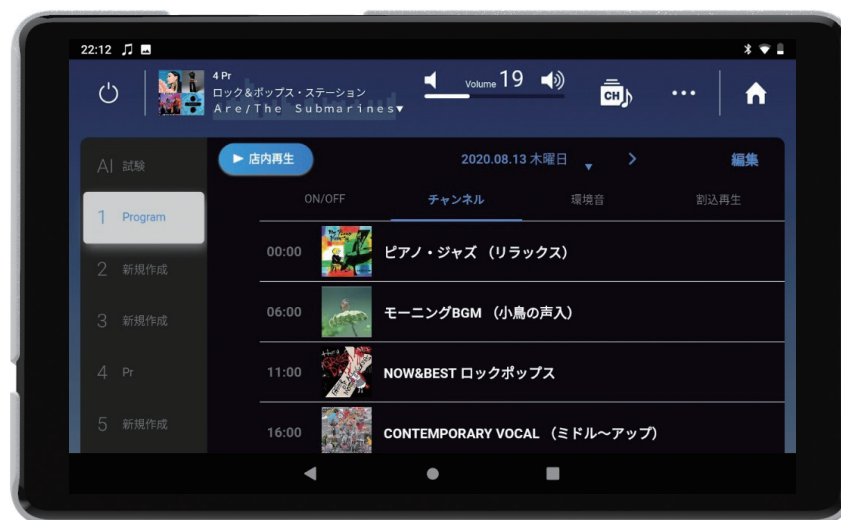 22:12
4 Pr
ロック&ポップス・ステーション
Are/The Submarines▼
Volume 19
CH
▶ 店内再生
2020.08.13 木曜日 ▼ >
編集
AI 試験
1 Program
2 新規作成
3 新規作成
4 Pr
5 新規作成
ON/OFF チャンネル 環境音 割込再生
00:00 ピアノ・ジャズ (リラックス)
06:00 モーニングBGM (小鳥の声入)
11:00 NOW&BEST ロックポップス
16:00 CONTEMPORARY VOCAL (ミドル〜アップ)